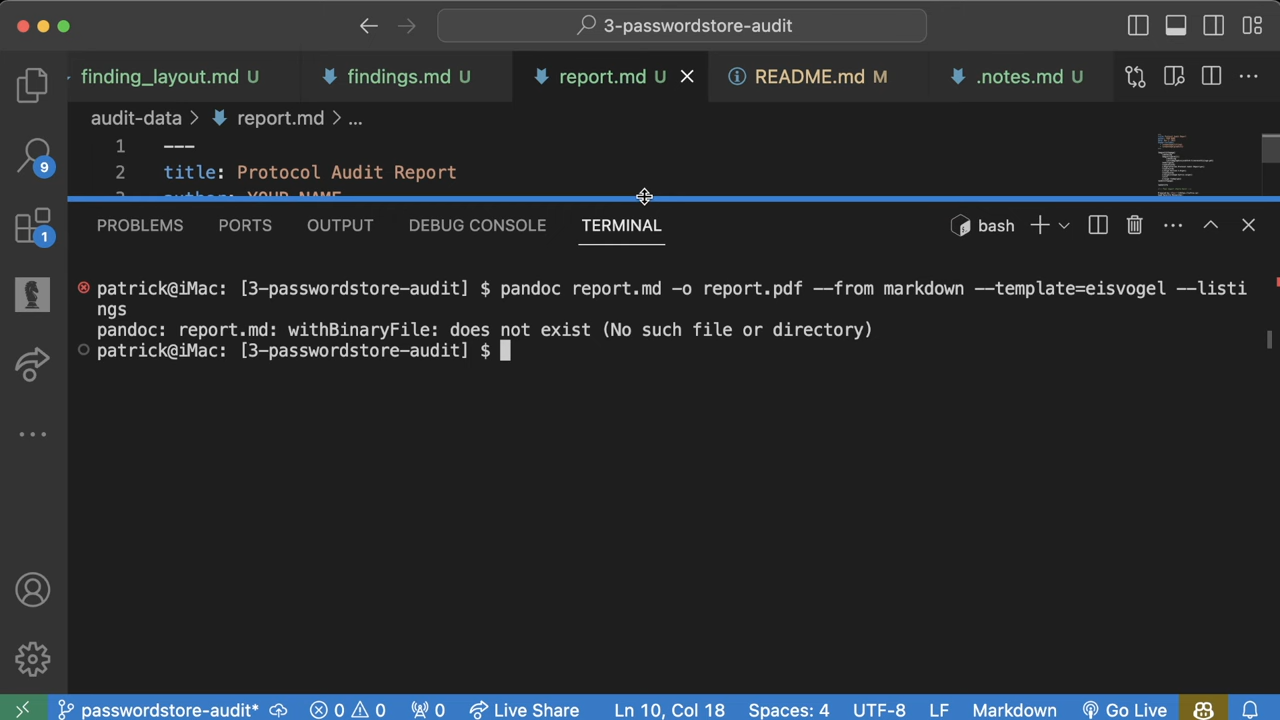 3-passwordstore-audit
finding_layout.md U
findings.md U
report.md U
README.md M
.notes.md U
audit-data > report.md > ...
1 ---
2 title: Protocol Audit Report
9
1
PROBLEMS PORTS OUTPUT DEBUG CONSOLE TERMINAL
bash
patrick@iMac: [3-passwordstore-audit] $ pandoc report.md -o report.pdf --from markdown --template=eisvogel --listi
ngs
pandoc: report.md: withBinaryFile: does not exist (No such file or directory)
patrick@iMac: [3-passwordstore-audit] $
passwordstore-audit* 0 0 0 Live Share Ln 10, Col 18 Spaces: 4 UTF-8 LF Markdown Go Live